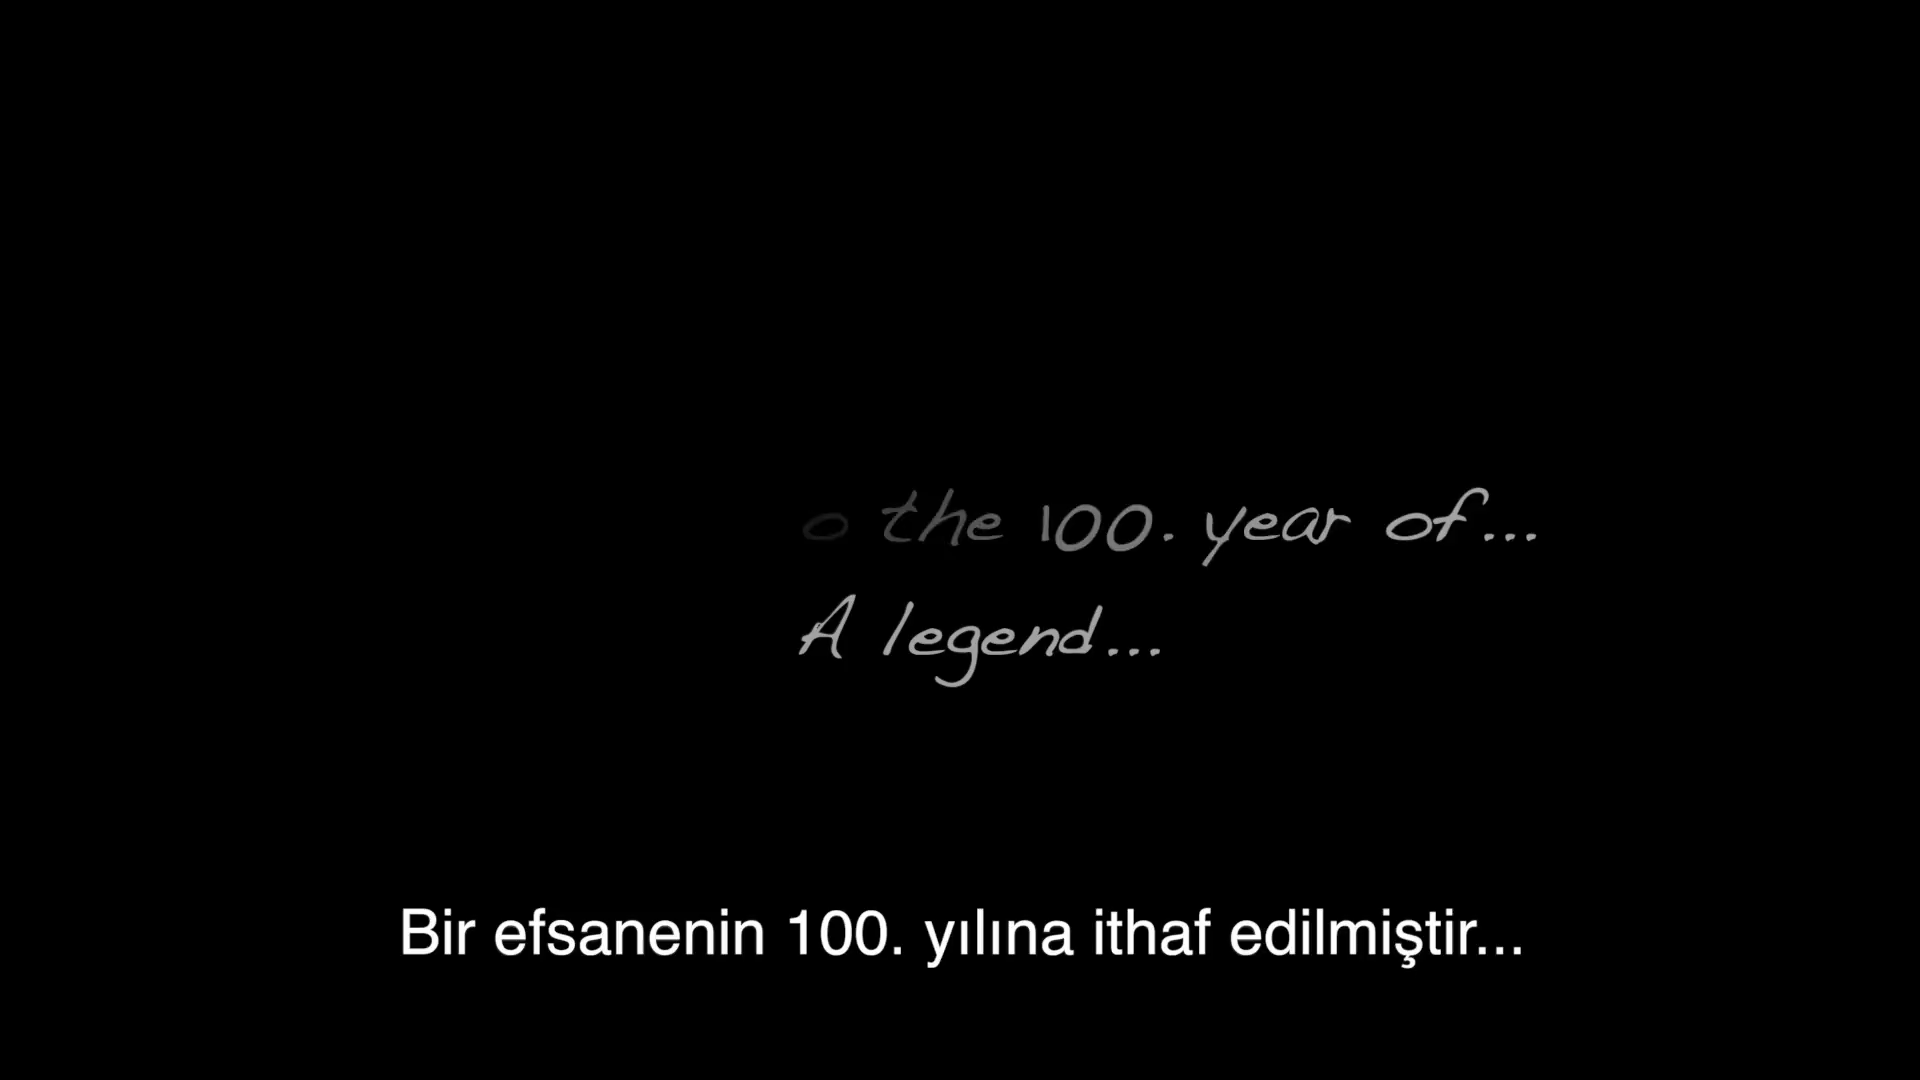 o the 100. year of...
A legend...
Bir efsanenin 100. yılına ithaf edilmiştir...